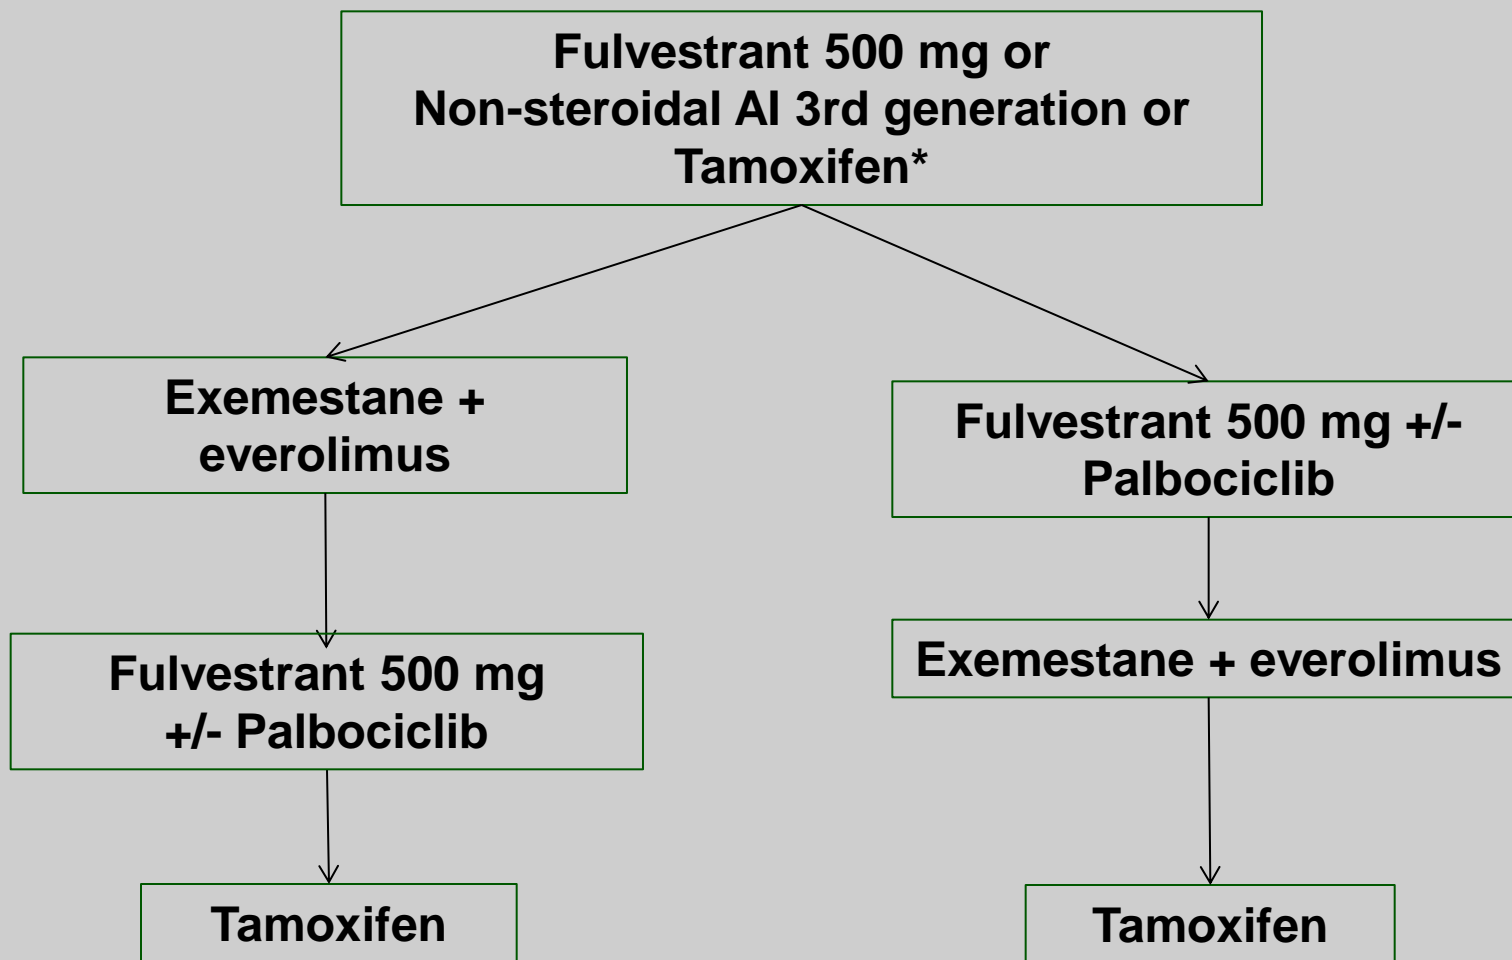 Fulvestrant 500 mg or
Non-steroidal AI 3rd generation or
Tamoxifen*
Exemestane +
everolimus
Fulvestrant 500 mg
+/- Palbociclib
Tamoxifen
Fulvestrant 500 mg +/-
Palbociclib
Exemestane + everolimus
Tamoxifen